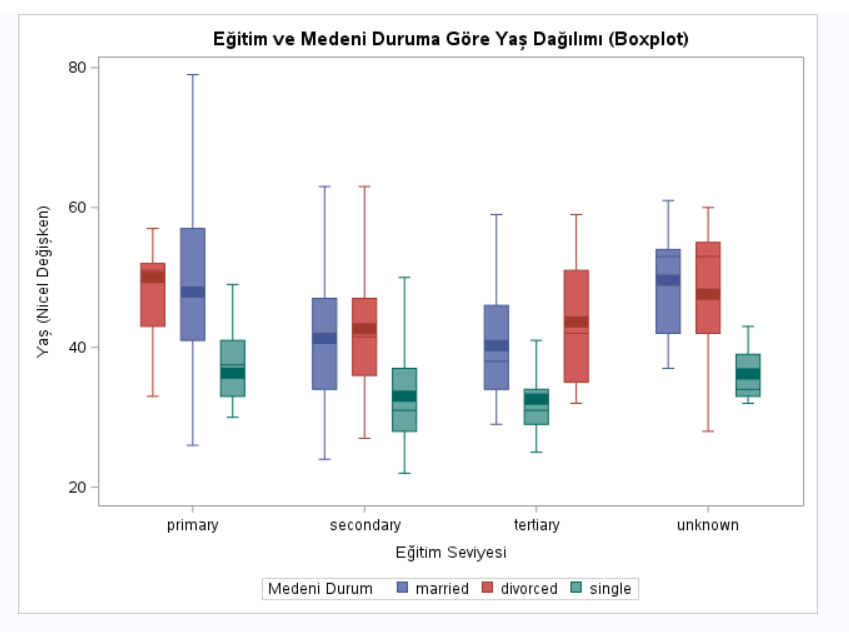 Eğitim ve Medeni Duruma Göre Yaş Dağılımı (Boxplot)
80
60
40
20
Yaş (Nicel Değişken)
primary
secondary
tertiary
unknown
Eğitim Seviyesi
Medeni Durum married divorced single